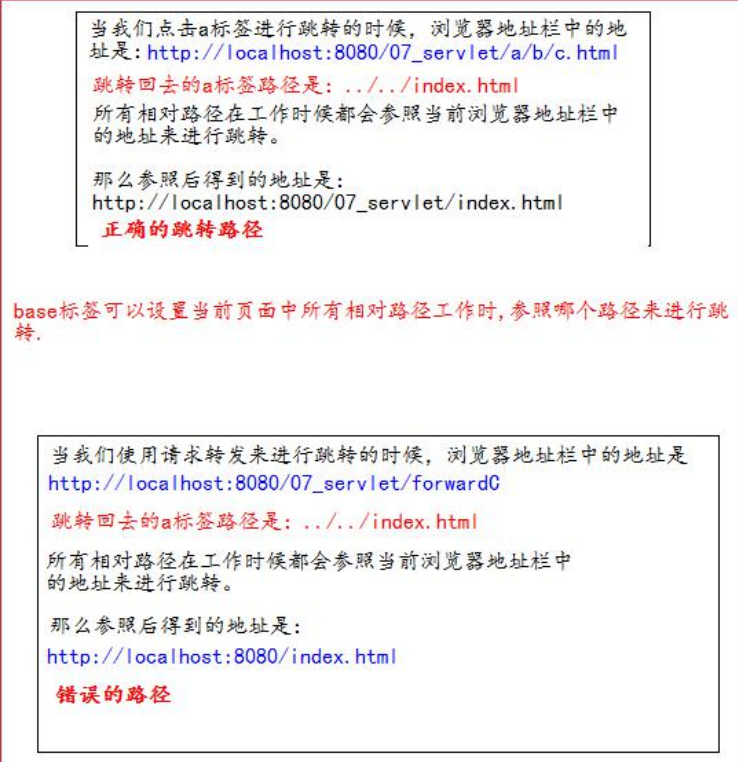 当我们点击a标签进行跳转的时候，浏览器地址栏中的地
址是：http://localhost:8080/07_servlet/a/b/c.html
跳转回去的a标签路径是：../../index.html
所有相对路径在工作时候都会参照当前浏览器地址栏中
的地址来进行跳转。
那么参照后得到的地址是：
http://localhost:8080/07_servlet/index.html
正确的跳转路径
base标签可以设置当前页面中所有相对路径工作时,参照哪个路径来进行跳
转.
当我们使用请求转发来进行跳转的时候，浏览器地址栏中的地址是
http://localhost:8080/07_servlet/forwardC
跳转回去的a标签路径是：../../index.html
所有相对路径在工作时候都会参照当前浏览器地址栏中
的地址来进行跳转。
那么参照后得到的地址是：
http://localhost:8080/index.html
错误的路径